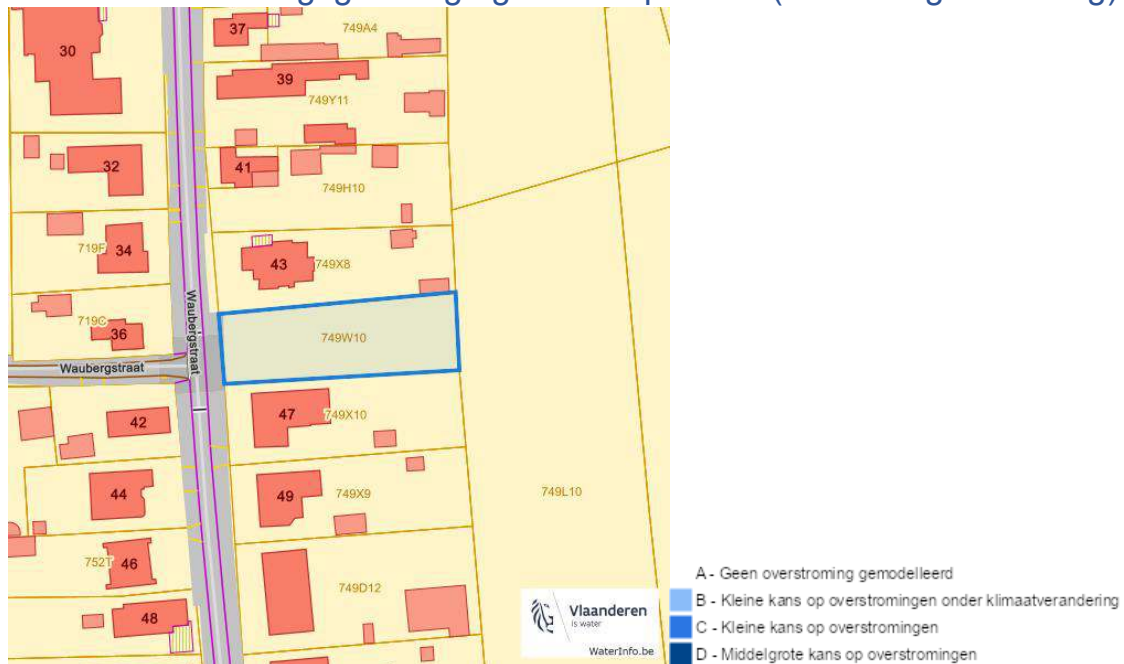 37
749A4
30
39
749Y11
32
41
749H10
719F
34
43
749X8
Waubergstraat
719C
36
749W10
Waubergstraat
42
47
749X10
44
49
749X9
749L10
752T
46
749D12
48
Vlaanderen
is water
WaterInfo.be
A - Geen overstroming gemodelleerd
B - Kleine kans op overstromingen onder klimaatverandering
C - Kleine kans op overstromingen
D - Middelgrote kans op overstromingen